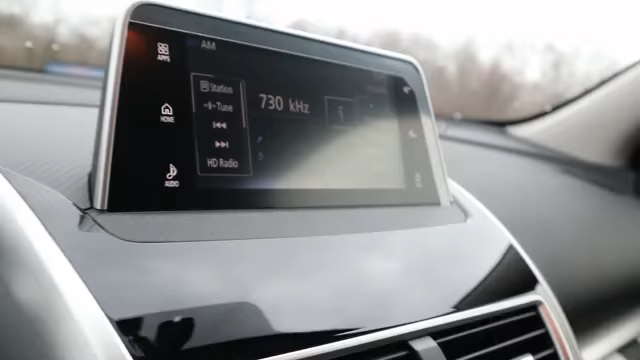 AM
APPS
Station
Tune
730 kHz
HOME
HD Radio
AUDIO